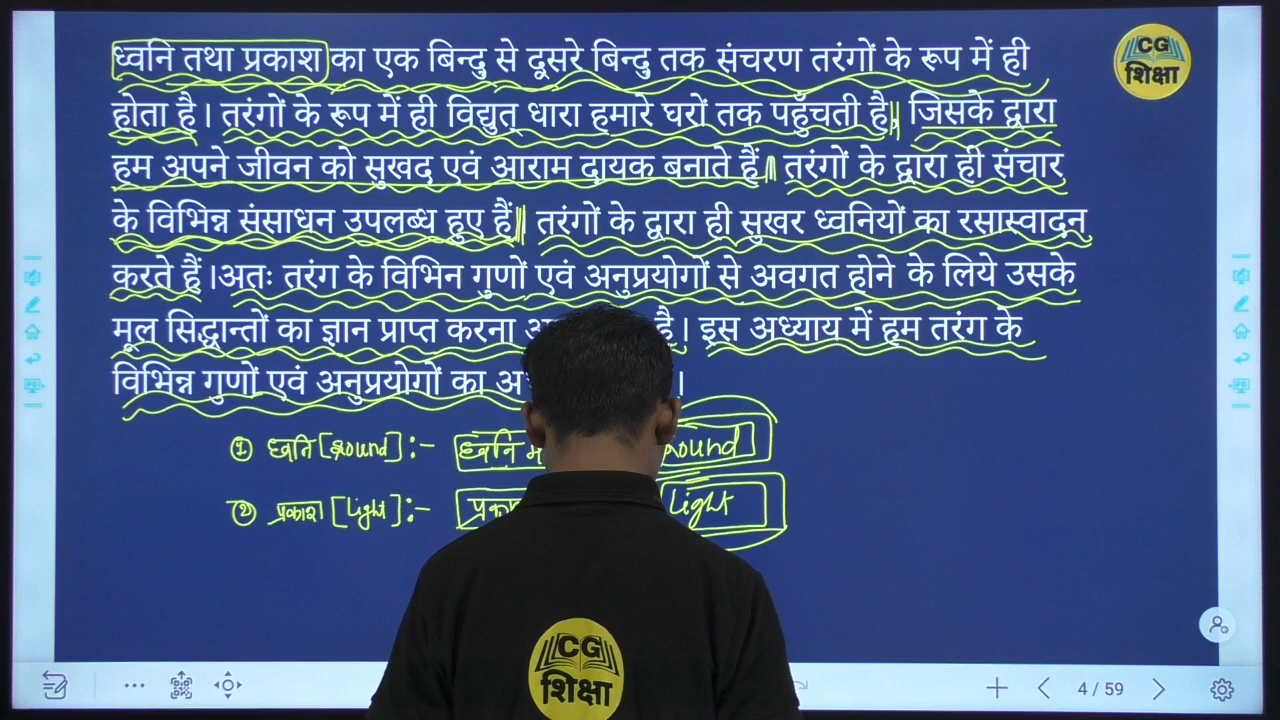 ध्वनि तथा प्रकाश का एक बिन्दु से दूसरे बिन्दु तक संचरण तरंगों के रूप में ही
होता है। तरंगों के रूप में ही विद्युत् धारा हमारे घरों तक पहुँचती है, जिसके द्वारा
हम अपने जीवन को सुखद एवं आराम दायक बनाते हैं। तरंगों के द्वारा ही संचार
के विभिन्न संसाधन उपलब्ध हुए हैं। तरंगों के द्वारा ही सुखर ध्वनियों का रसास्वादन
करते हैं ।अतः तरंग के विभिन गुणों एवं अनुप्रयोगों से अवगत होने के लिये उसके
मूल सिद्धान्तों का ज्ञान प्राप्त करना है। इस अध्याय में हम तरंग के
विभिन्न गुणों एवं अनुप्रयोगों का ।
① ध्वनि [sound] :- ध्वनि sound
② प्रकाश [Light] :- Light
CG
शिक्षा
CG
शिक्षा
4 / 59